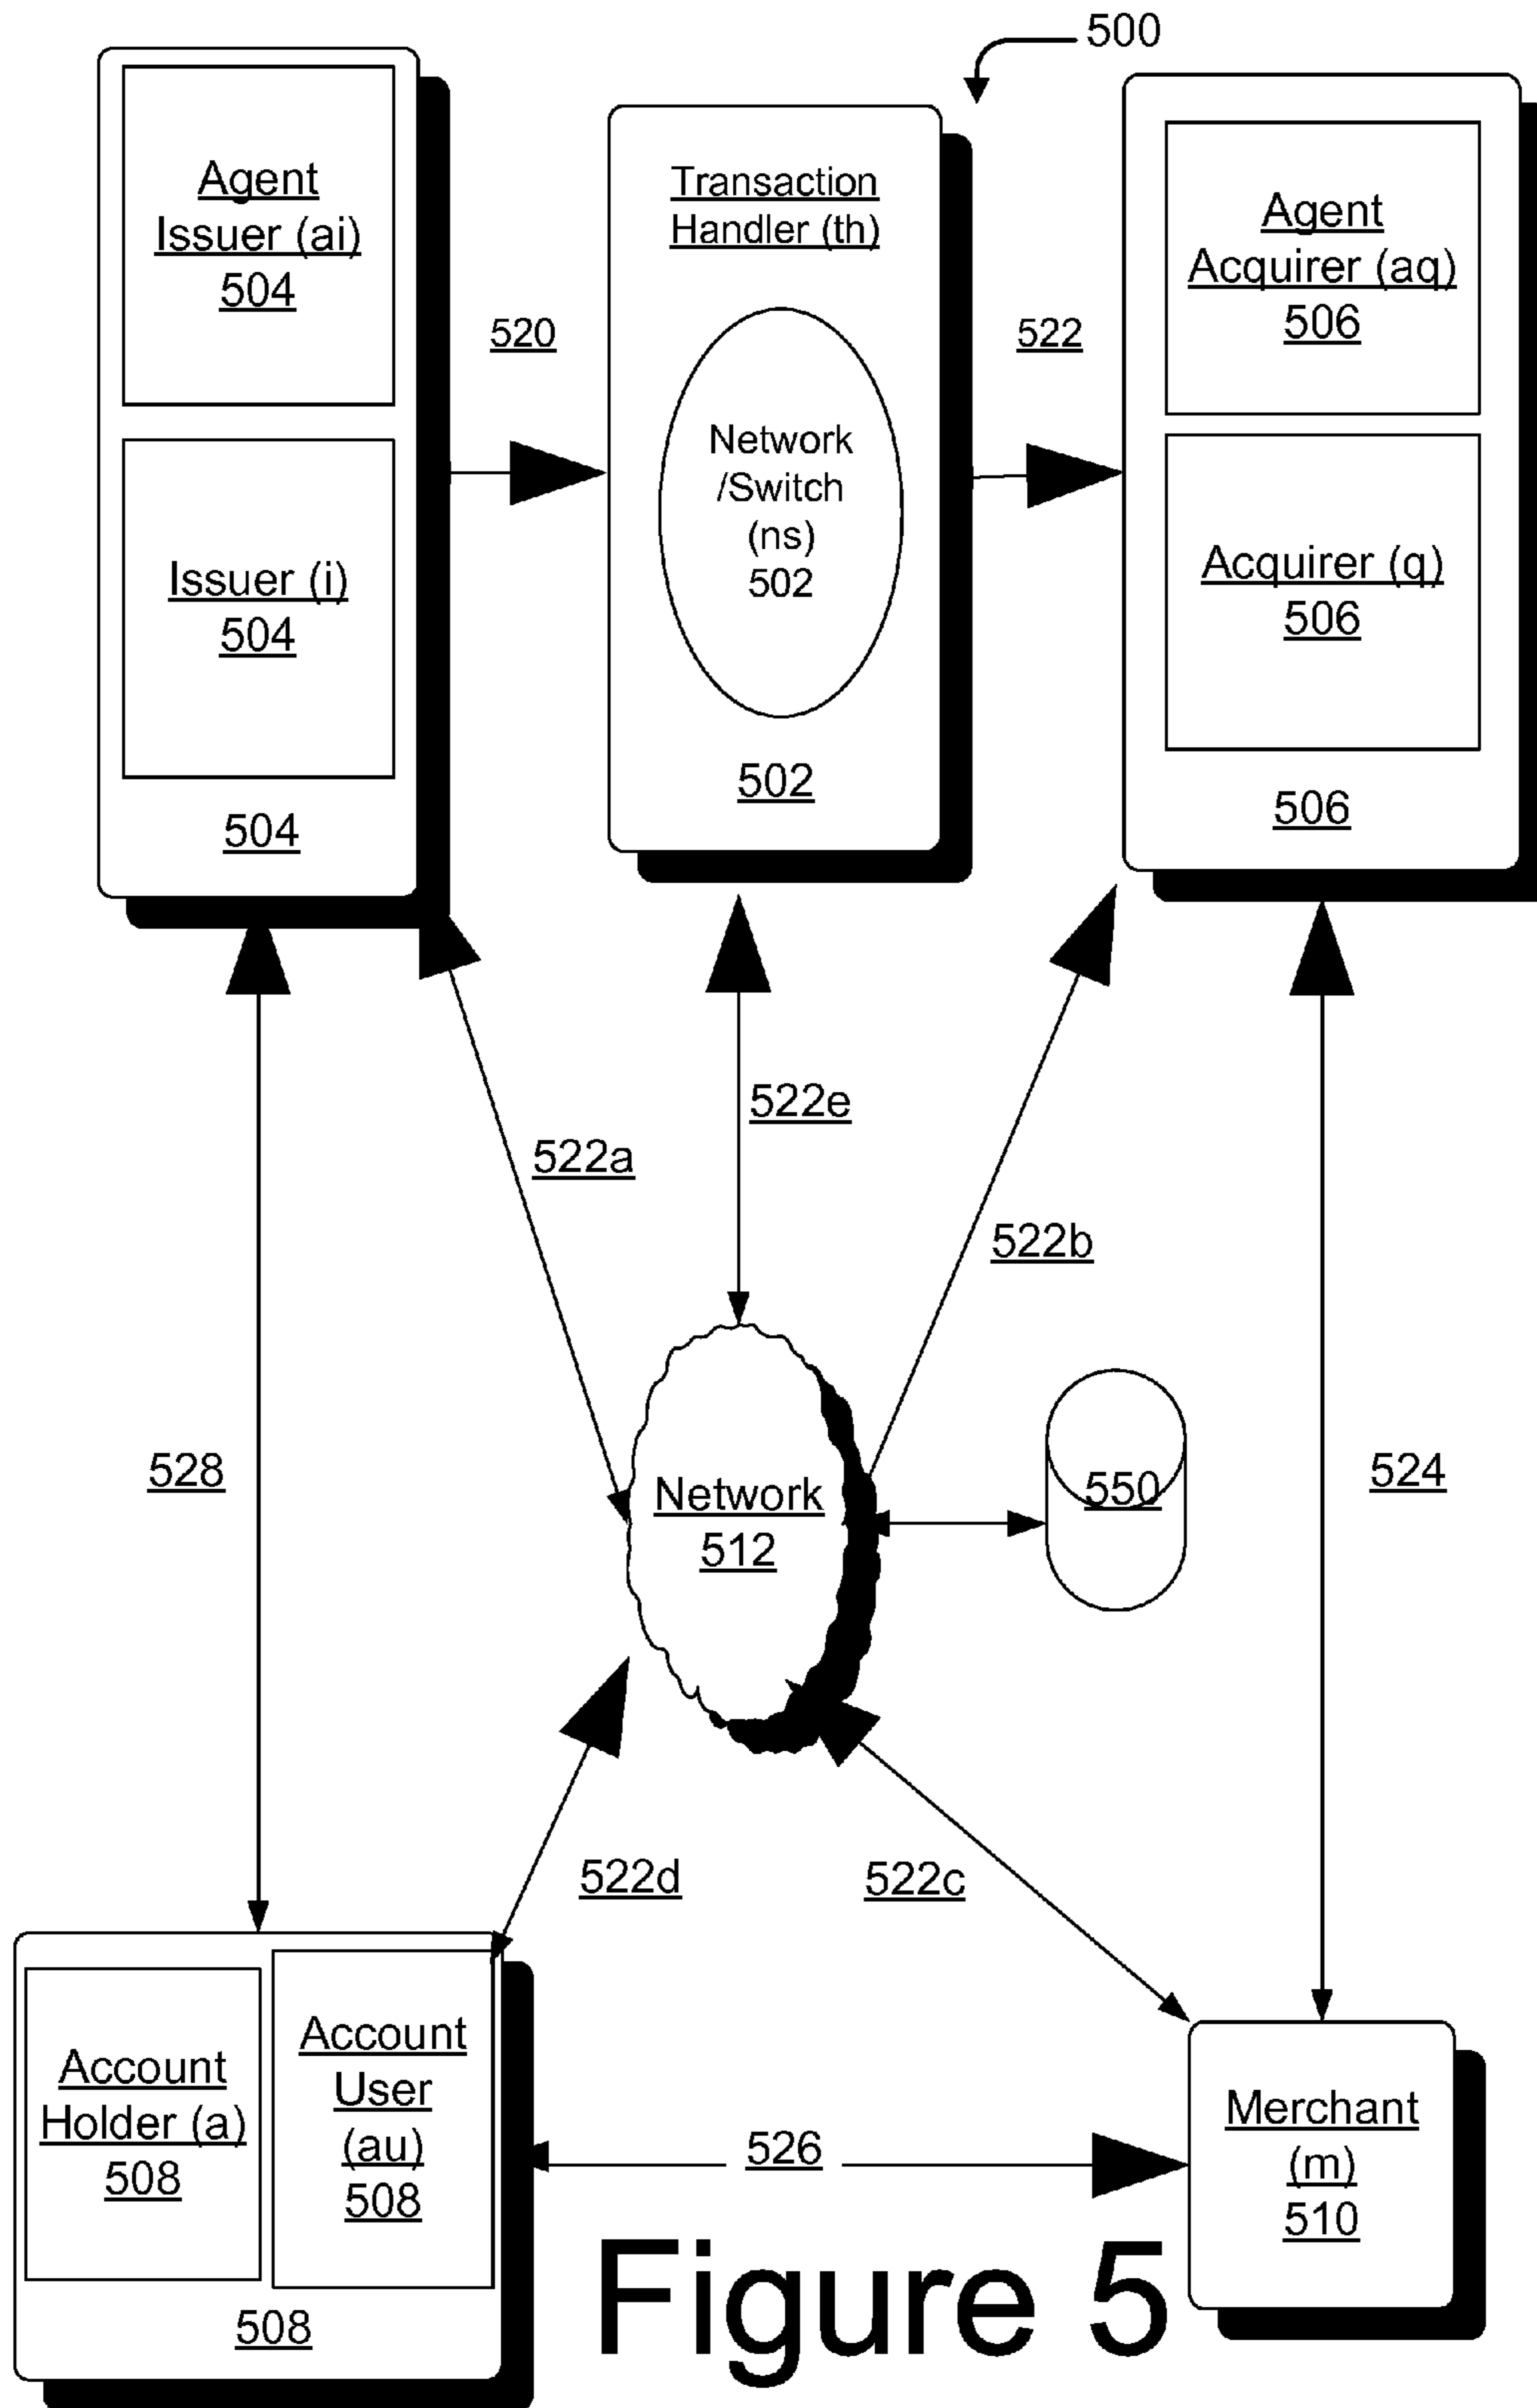 500
Agent
Issuer (ai)
504
Issuer (i)
504
504
520
Transaction
Handler (th)
Network
/Switch
(ns)
502
502
522
Agent
Acquirer (aq)
506
Acquirer (q)
506
506
522a
522e
522b
528
Network
512
550
524
522d
522c
Account
Holder (a)
508
Account
User
(au)
508
508
526
Merchant
(m)
510
Figure 5